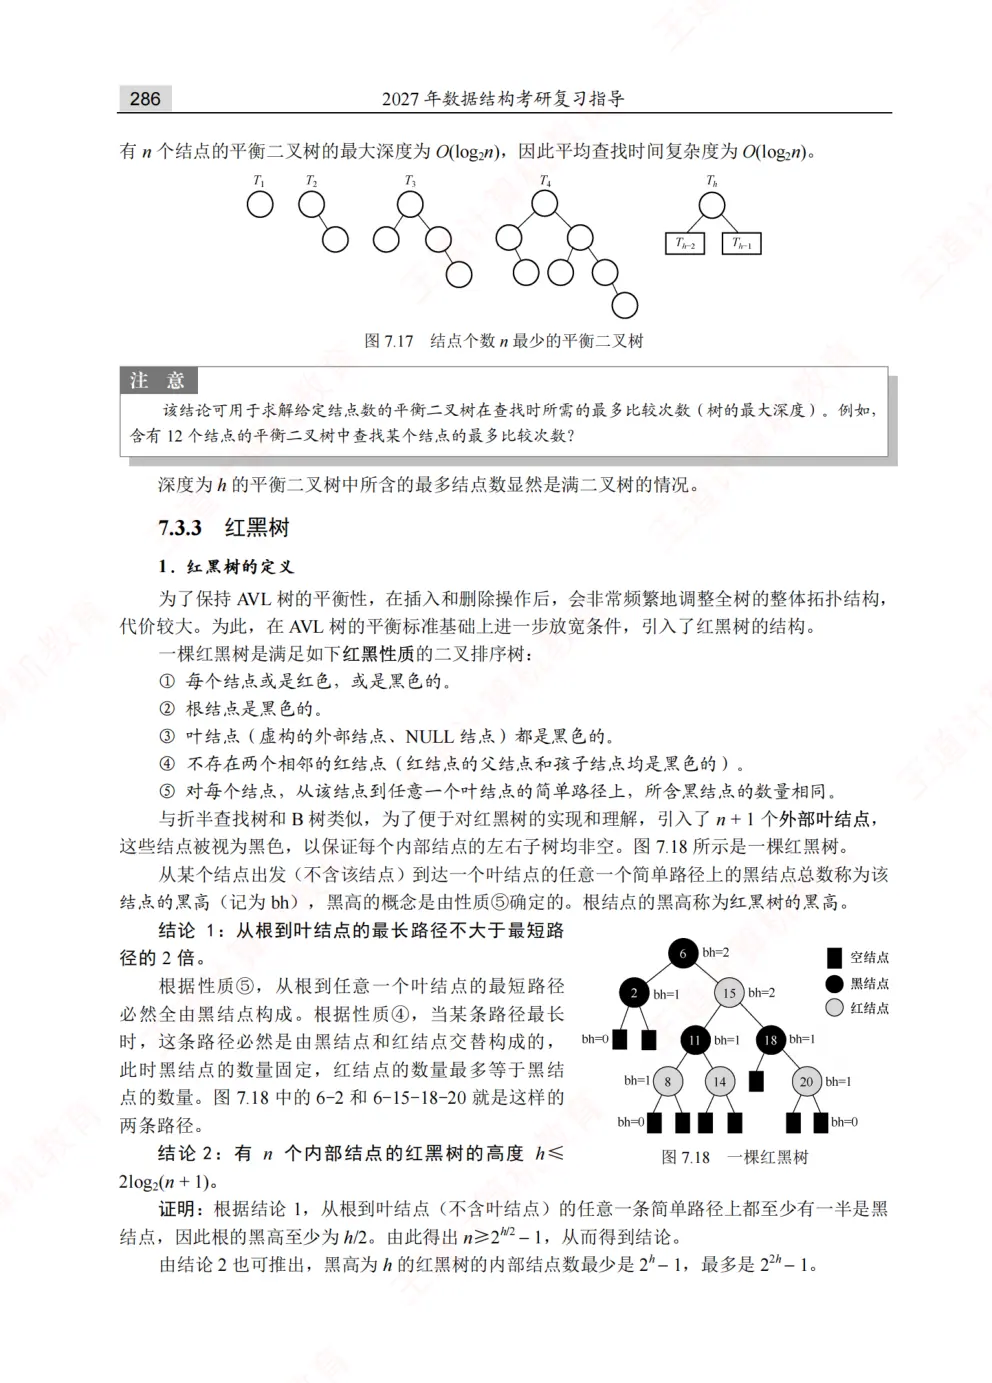 286
2027 年数据结构考研复习指导
有 n 个结点的平衡二叉树的最大深度为 O(log₂n)，因此平均查找时间复杂度为 O(log₂n)。
T₁ T₂ T₃ T₄ Tₕ
Tₕ₋₂ Tₕ₋₁
图 7.17 结点个数 n 最少的平衡二叉树
注 意
该结论可用于求解给定结点数的平衡二叉树在查找时所需的最多比较次数（树的最大深度）。例如，
含有 12 个结点的平衡二叉树中查找某个结点的最多比较次数？
深度为 h 的平衡二叉树中所含的最多结点数显然是满二叉树的情况。
7.3.3 红黑树
1. 红黑树的定义
为了保持 AVL 树的平衡性，在插入和删除操作后，会非常频繁地调整全树的整体拓扑结构，
代价较大。为此，在 AVL 树的平衡标准基础上进一步放宽条件，引入了红黑树的结构。
一棵红黑树是满足如下红黑性质的二叉排序树：
① 每个结点或是红色，或是黑色的。
② 根结点是黑色的。
③ 叶结点（虚构的外部结点、NULL 结点）都是黑色的。
④ 不存在两个相邻的红结点（红结点的父结点和孩子结点均是黑色的）。
⑤ 对每个结点，从该结点到任意一个叶结点的简单路径上，所含黑结点的数量相同。
与折半查找树和 B 树类似，为了便于对红黑树的实现和理解，引入了 n + 1 个外部叶结点，
这些结点被视为黑色，以保证每个内部结点的左右子树均非空。图 7.18 所示是一棵红黑树。
从某个结点出发（不含该结点）到达一个叶结点的任意一个简单路径上的黑结点总数称为该
结点的黑高（记为 bh），黑高的概念是由性质⑤确定的。根结点的黑高称为红黑树的黑高。
结论 1：从根到叶结点的最长路径不大于最短路
径的 2 倍。
根据性质⑤，从根到任意一个叶结点的最短路径
必然全由黑结点构成。根据性质④，当某条路径最长
时，这条路径必然是由黑结点和红结点交替构成的，
此时黑结点的数量固定，红结点的数量最多等于黑结
点的数量。图 7.18 中的 6-2 和 6-15-18-20 就是这样的
两条路径。
结论 2：有 n 个内部结点的红黑树的高度 h≤
2log₂(n + 1)。
6 bh=2
2 bh=1 15 bh=2
bh=0 11 bh=1 18 bh=1
bh=1 8 14 20 bh=1
bh=0 bh=0
空结点
黑结点
红结点
图 7.18 一棵红黑树
证明：根据结论 1，从根到叶结点（不含叶结点）的任意一条简单路径上都至少有一半是黑
结点，因此根的黑高至少为 h/2。由此得出 n≥2^{h/2} – 1，从而得到结论。
由结论 2 也可推出，黑高为 h 的红黑树的内部结点数最少是 2^h – 1，最多是 2^{2h} – 1。